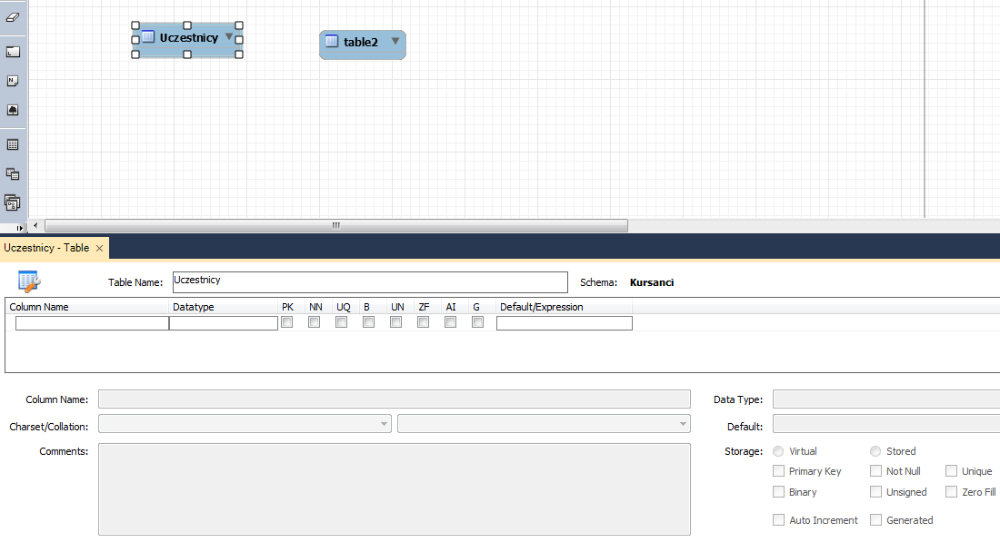 Uczestnicy
table2
Uczestnicy - Table
Table Name: Uczestnicy Schema: Kursanci
Column Name Datatype PK NN UQ B UN ZF AI G Default/Expression
Column Name: Data Type:
Charset/Collation: Default:
Comments: Storage: Virtual Stored
Primary Key Not Null Unique
Binary Unsigned Zero Fill
Auto Increment Generated